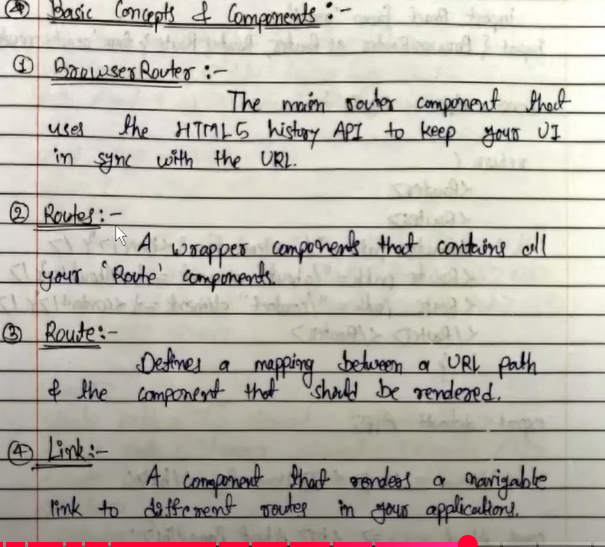 Basic Concepts & Components :-
① BrowserRouter :-
The main router component that
uses the HTML5 history API to keep your UI
in sync with the URL.
② Routes :-
A wrapper components that contains all
your 'Route' components.
③ Route :-
Defines a mapping between a URL path
& the component that should be rendered.
④ Link :-
A component that renders a navigable
link to different routes in your applications.